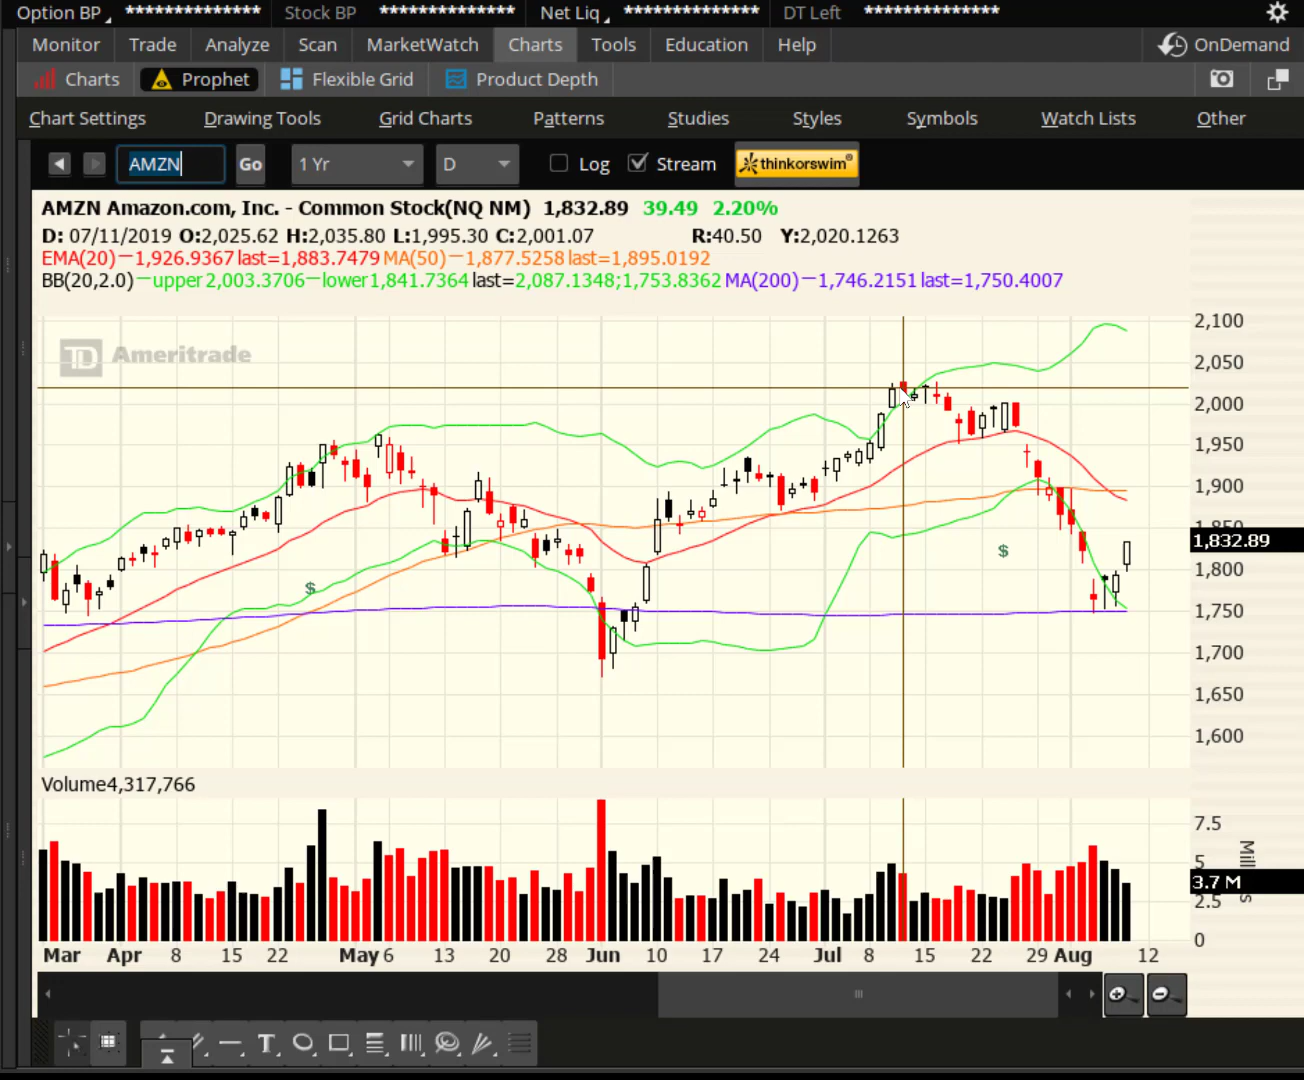 Option BP ************** Stock BP ************** Net Liq ************** DT Left **************
Monitor Trade Analyze Scan MarketWatch Charts Tools Education Help OnDemand
Charts Prophet Flexible Grid Product Depth
Chart Settings Drawing Tools Grid Charts Patterns Studies Styles Symbols Watch Lists Other
AMZN Go 1 Yr D Log Stream thinkorswim®
AMZN Amazon.com, Inc. - Common Stock(NQ NM) 1,832.89 39.49 2.20%
D: 07/11/2019 O:2,025.62 H:2,035.80 L:1,995.30 C:2,001.07 R:40.50 Y:2,020.1263
EMA(20)—1,926.9367 last=1,883.7479 MA(50)—1,877.5258 last=1,895.0192
BB(20,2.0)—upper2,003.3706—lower1,841.7364 last=2,087.1348;1,753.8362 MA(200)—1,746.2151 last=1,750.4007
2,100
TD Ameritrade
2,050
2,000
1,950
1,900
1,850
1,832.89
$
1,800
$
1,750
1,700
1,650
1,600
Volume4,317,766
7.5
5
3.7 M
2.5
0
Mar Apr 8 15 22 May 6 13 20 28 Jun 10 17 24 Jul 8 15 22 29 Aug 12
T